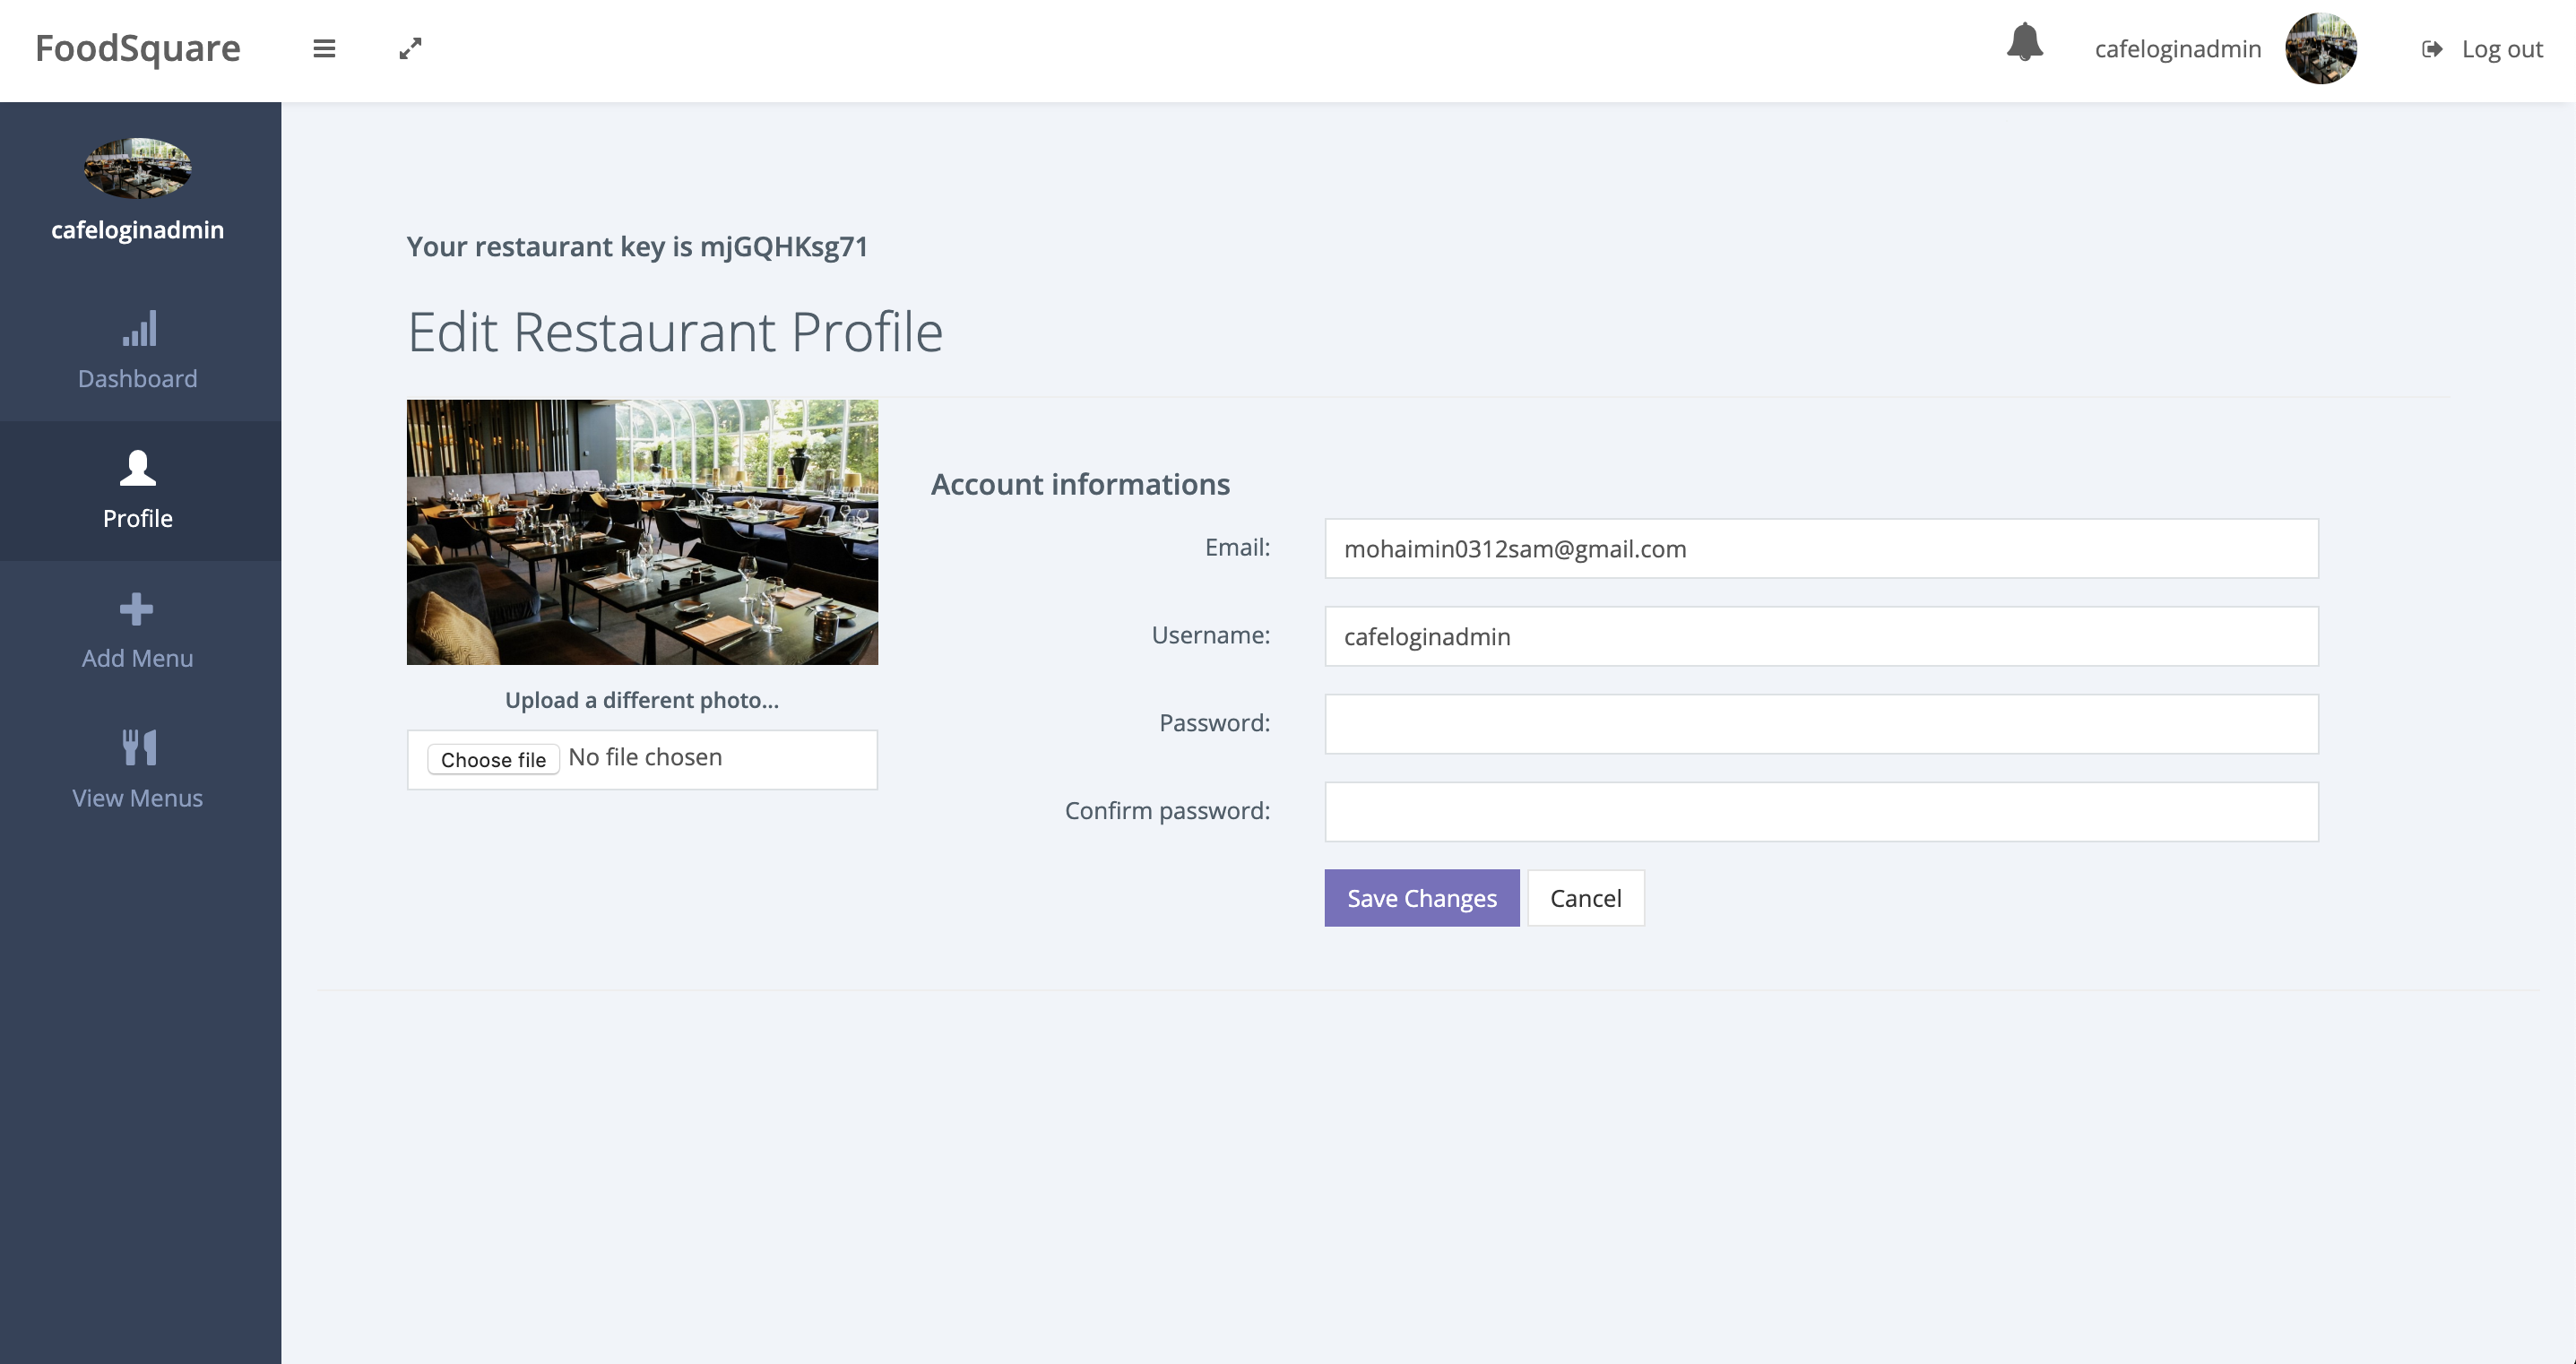 FoodSquare
cafeloginadmin
Log out
cafeloginadmin
Dashboard
Profile
Add Menu
View Menus
Your restaurant key is mjGQHKsg71
Edit Restaurant Profile
Upload a different photo...
Choose file No file chosen
Account informations
Email: mohaimin0312sam@gmail.com
Username: cafeloginadmin
Password:
Confirm password:
Save Changes
Cancel